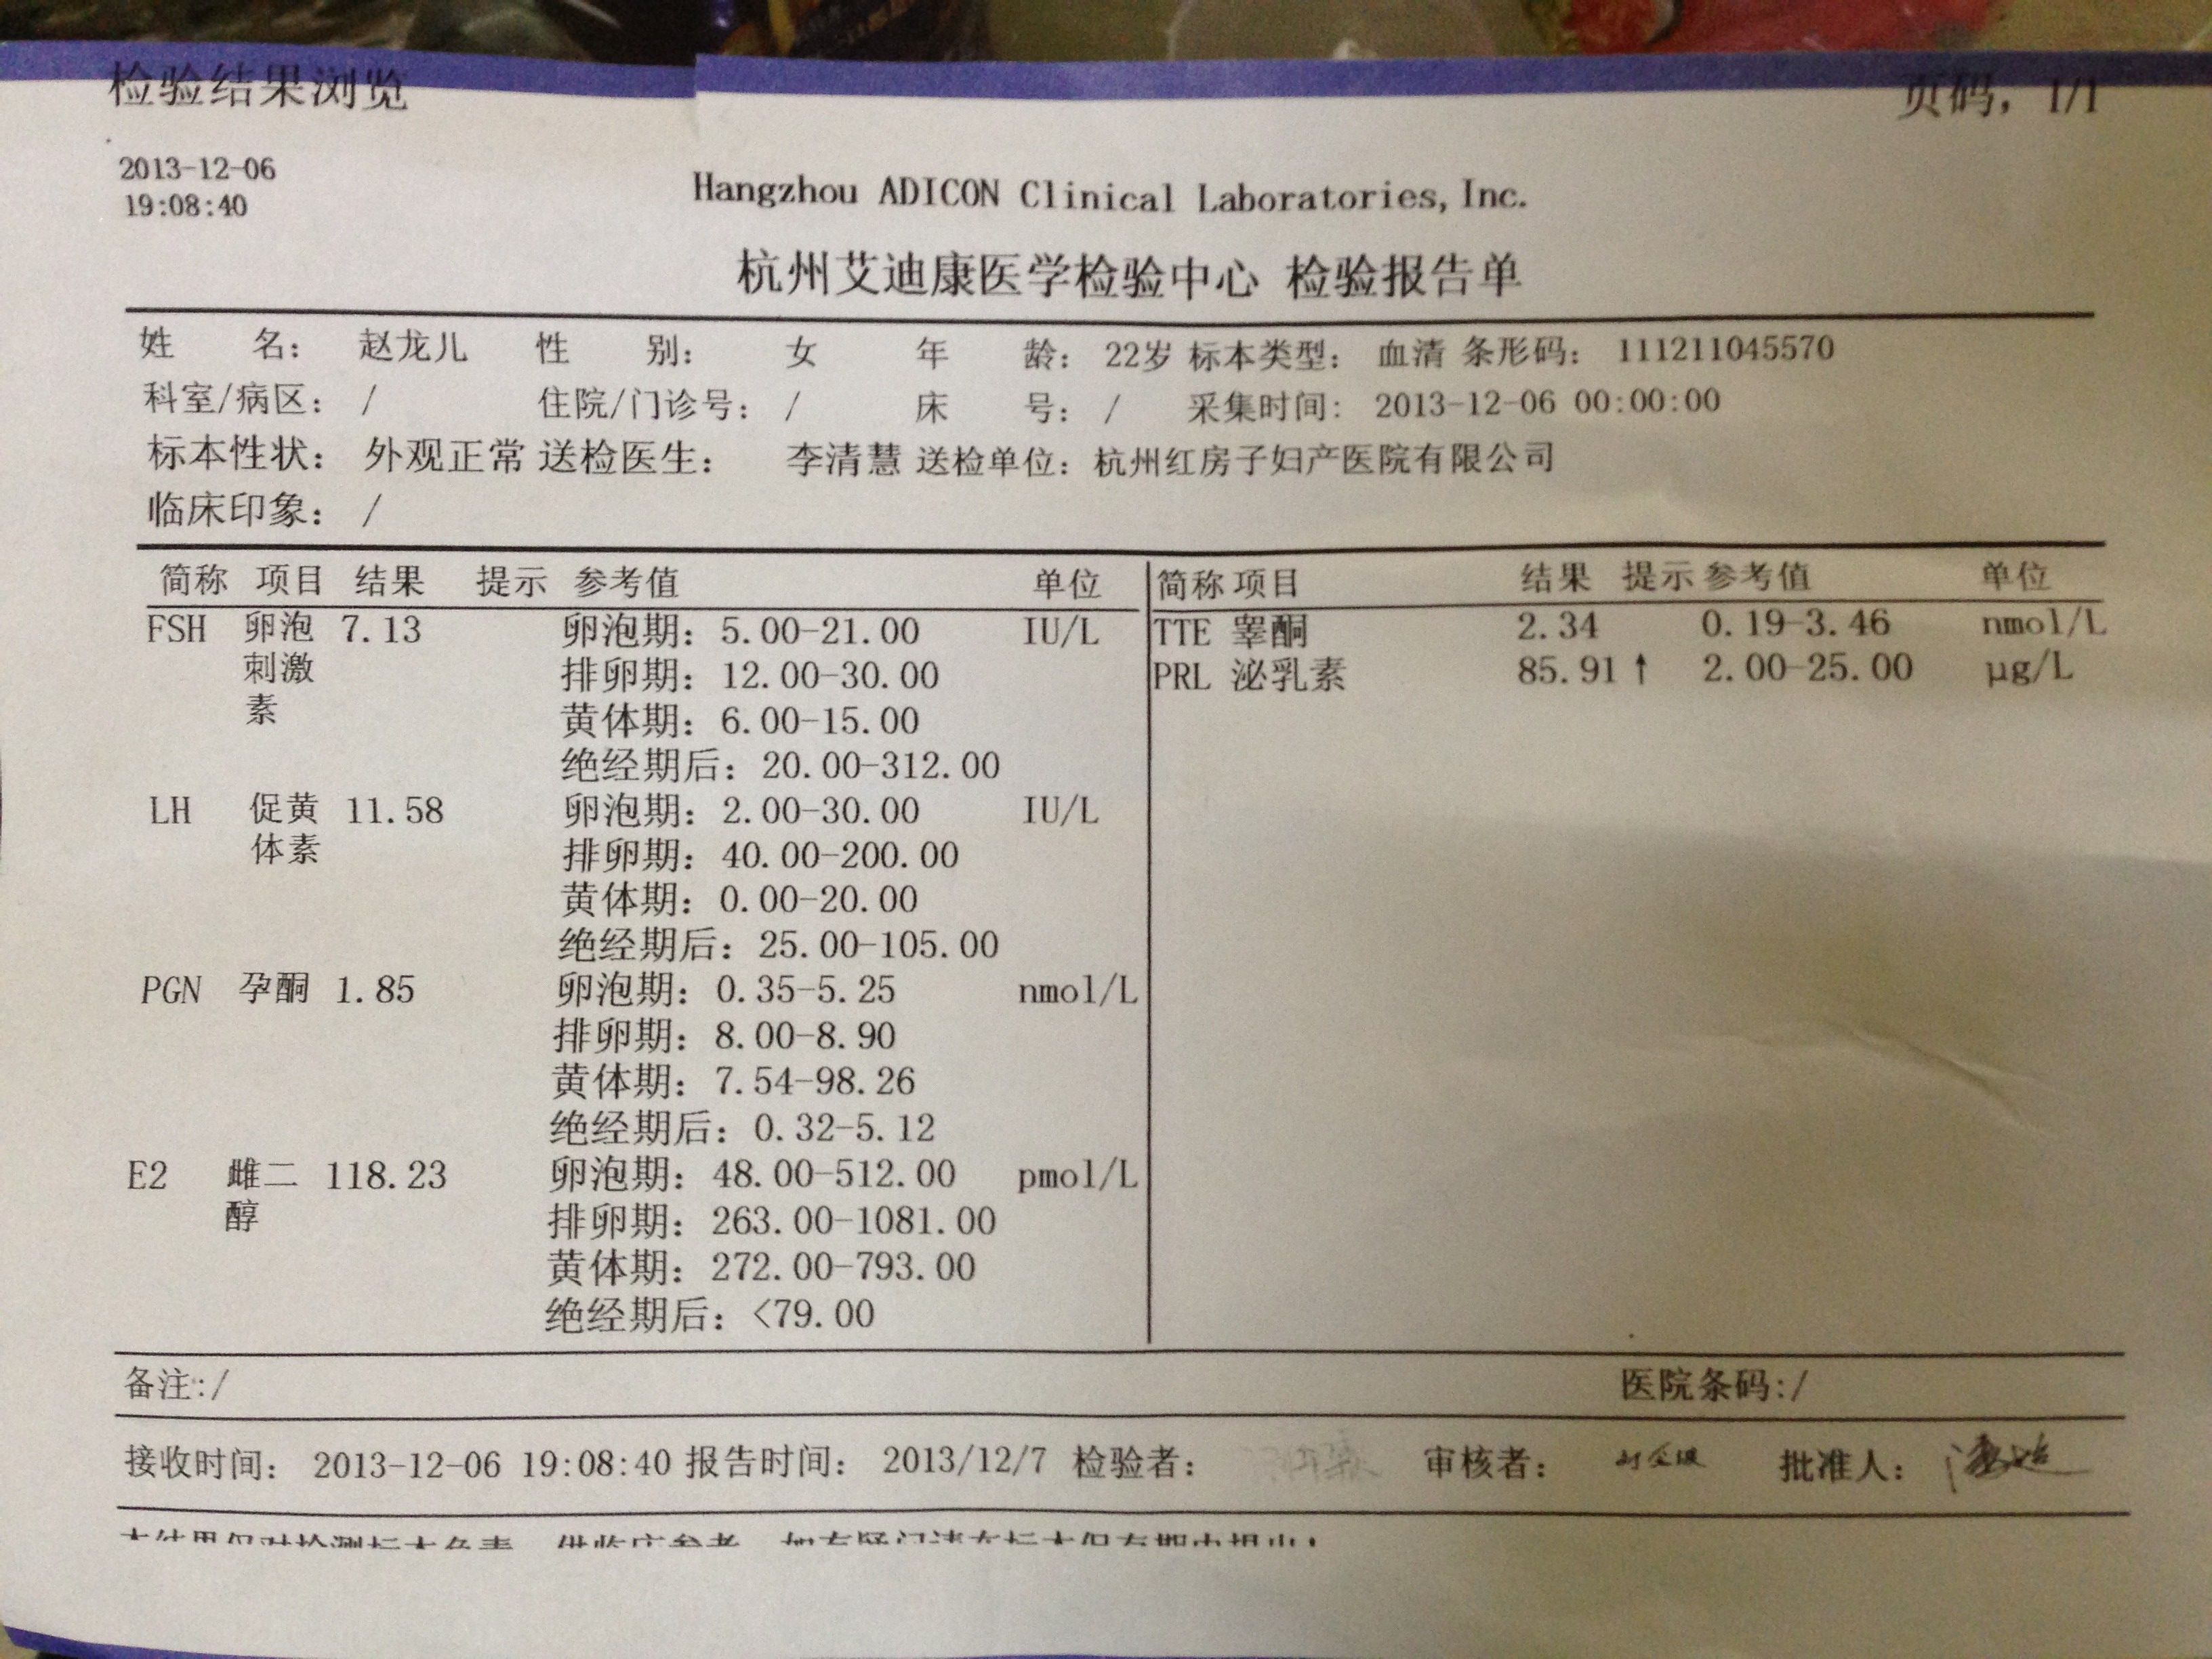 检验结果浏览 页码, 1/1
2013-12-06
19:08:40
Hangzhou ADICON Clinical Laboratories, Inc.
杭州艾迪康医学检验中心 检验报告单
姓 名: 赵龙儿 性 别: 女 年 龄: 22岁 标本类型: 血清 条形码: 111211045570
科室/病区: / 住院/门诊号: / 床 号: / 采集时间: 2013-12-06 00:00:00
标本性状: 外观正常 送检医生: 李清慧 送检单位: 杭州红房子妇产医院有限公司
临床印象: /
简称 项目 结果 提示 参考值 单位
FSH 卵泡 7.13 卵泡期: 5.00-21.00 IU/L
刺激 排卵期: 12.00-30.00
素 黄体期: 6.00-15.00
绝经期后: 20.00-312.00
LH 促黄 11.58 卵泡期: 2.00-30.00 IU/L
体素 排卵期: 40.00-200.00
黄体期: 0.00-20.00
绝经期后: 25.00-105.00
PGN 孕酮 1.85 卵泡期: 0.35-5.25 nmol/L
排卵期: 8.00-8.90
黄体期: 7.54-98.26
绝经期后: 0.32-5.12
E2 雌二 118.23 卵泡期: 48.00-512.00 pmol/L
醇 排卵期: 263.00-1081.00
黄体期: 272.00-793.00
绝经期后: <79.00
简称 项目 结果 提示 参考值 单位
TTE 睾酮 2.34 0.19-3.46 nmol/L
PRL 泌乳素 85.91 ↑ 2.00-25.00 μg/L
备注:/ 医院条码:/
接收时间: 2013-12-06 19:08:40 报告时间: 2013/12/7 检验者: 审核者: 批准人:
本结果仅对检测标本负责